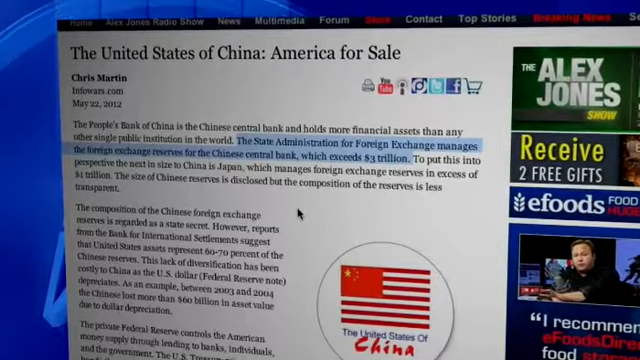 Home Alex Jones Radio Show News Multimedia Forum Store Contact Top Stories Breaking News
The United States of China: America for Sale
Chris Martin
Infowars.com
May 22, 2012
The People's Bank of China is the Chinese central bank and holds more financial assets than any
other single public institution in the world. The State Administration for Foreign Exchange manages
the foreign exchange reserves for the Chinese central bank, which exceeds $3 trillion. To put this into
perspective the next in size to China is Japan, which manages foreign exchange reserves in excess of
$1 trillion. The size of Chinese reserves is disclosed but the composition of the reserves is less
transparent.
The composition of the Chinese foreign exchange
reserves is regarded as a state secret. However, reports
from the Bank for International Settlements suggest
that United States assets represent 60-70 percent of the
Chinese reserves. This lack of diversification has been
costly to China as the U.S. dollar (Federal Reserve note)
depreciates. As an example, between 2003 and 2004
the Chinese lost more than $60 billion in asset value
due to dollar depreciation.
The private Federal Reserve controls the American
money supply through lending to banks, individuals,
and the government. The U.S.
The United States Of
China
You
Tube
THE
ALEX
JONES
SHOW
Receive
2 FREE GIFTS
efoods
FOOD
HUGE
"I recommen
eFoodsDire
food stor